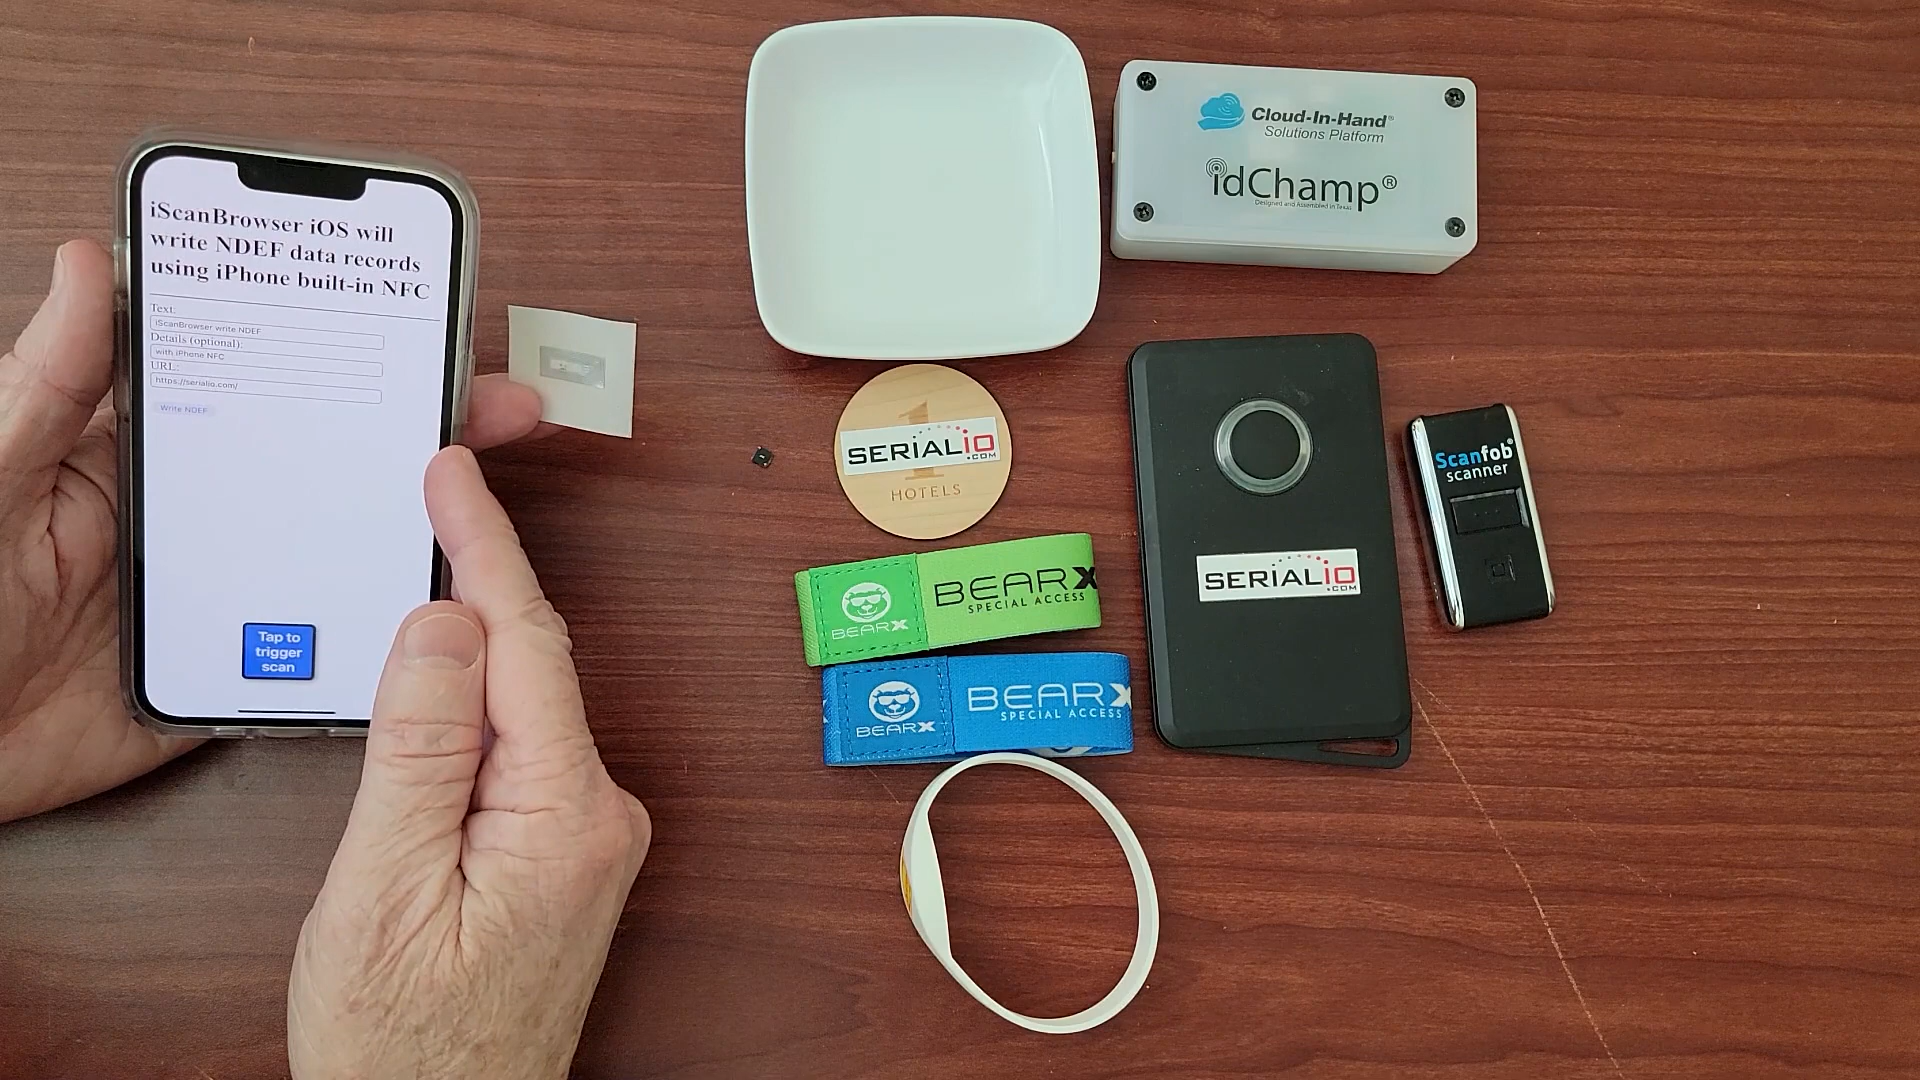 iScanBrowser iOS will
write NDEF data records
using iPhone built-in NFC
Text:
iScanBrowser write NDEF
Details (optional):
with iPhone NFC
URL:
https://serialio.com/
Write NDEF
Tap to
trigger
scan
Cloud-In-Hand®
Solutions Platform
idChamp®
Designed and Assembled in Texas
1
SERIALIO
.COM
HOTELS
BEARX
BEARX
SPECIAL ACCESS
BEARX
BEARX
SPECIAL ACCESS
SERIALIO
.COM
Scanfob®
scanner